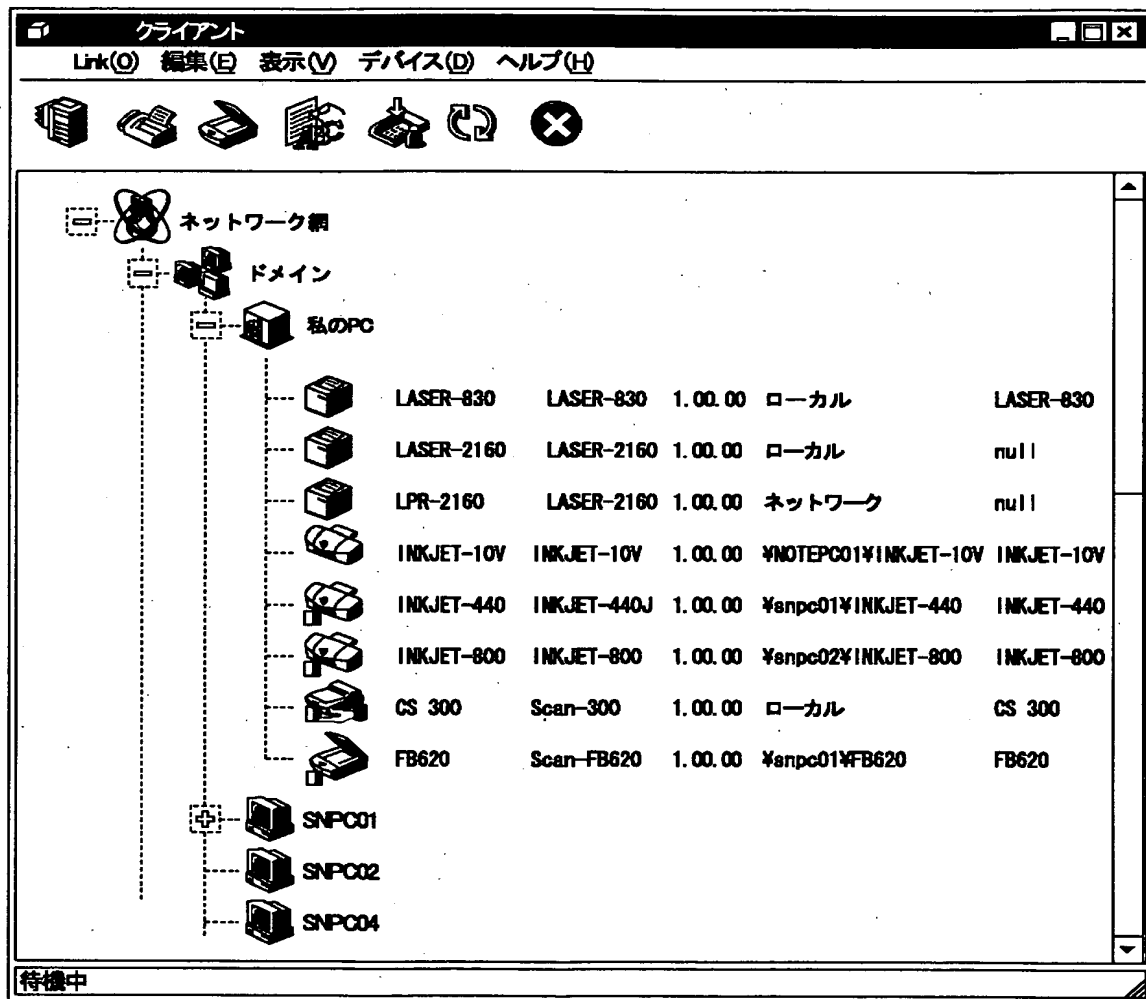 クライアント
Link(O) 編集(E) 表示(V) デバイス(D) ヘルプ(H)
ABC
ネットワーク網
ドメイン
私のPC
LASER-830 LASER-830 1.00.00 ローカル LASER-830
LASER-2160 LASER-2160 1.00.00 ローカル null
LPR-2160 LASER-2160 1.00.00 ネットワーク null
INKJET-10V INKJET-10V 1.00.00 ¥NOTEPC01¥INKJET-10V INKJET-10V
INKJET-440 INKJET-440J 1.00.00 ¥snpc01¥INKJET-440 INKJET-440
INKJET-800 INKJET-800 1.00.00 ¥snpc02¥INKJET-800 INKJET-800
CS 300 Scan-300 1.00.00 ローカル CS 300
FB620 Scan-FB620 1.00.00 ¥snpc01¥FB620 FB620
SNPC01
SNPC02
SNPC04
待機中